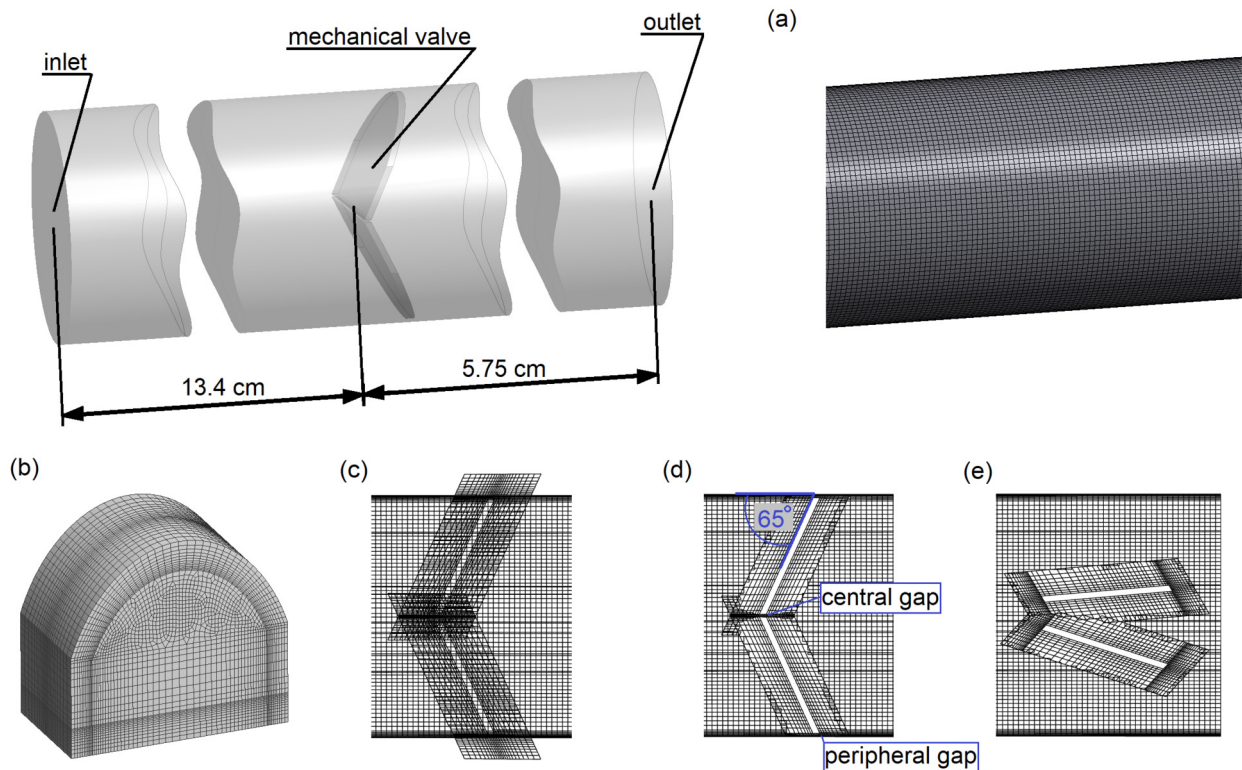 mechanical valve
outlet
inlet
(a)
13.4 cm
5.75 cm
(b)
(c)
(d)
(e)
65°
central gap
peripheral gap